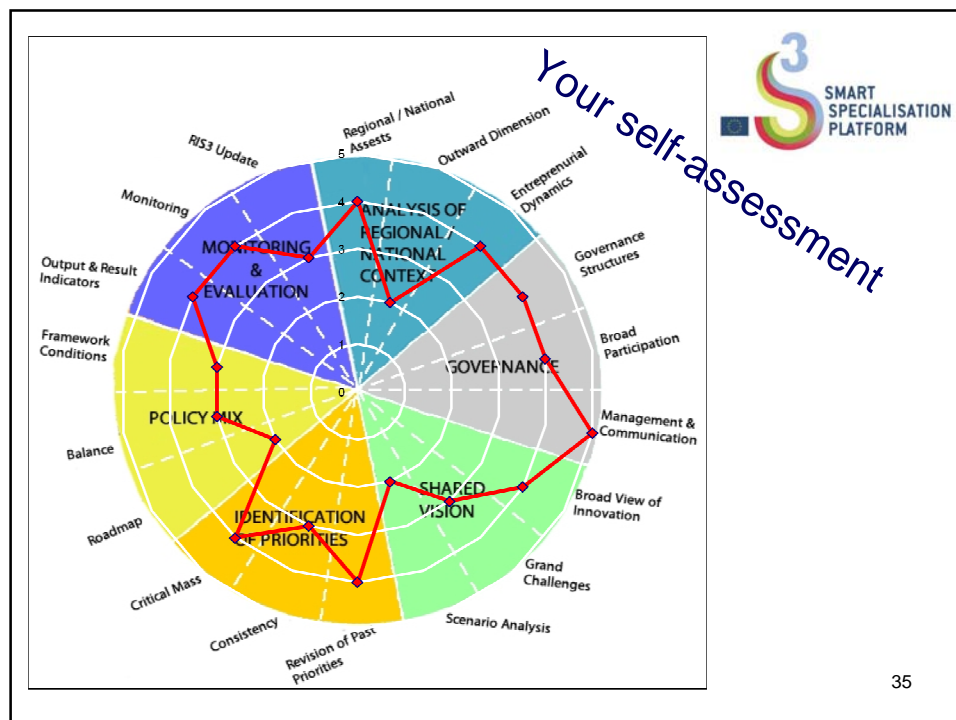 Your self-assessment
S3
SMART
SPECIALISATION
PLATFORM
Regional / National
Assests
Outward Dimension
Entreprenurial
Dynamics
Governance
Structures
Broad
Participation
Management &
Communication
Broad View of
Innovation
Grand
Challenges
Scenario Analysis
Revision of Past
Priorities
Consistency
Critical Mass
Roadmap
Balance
Framework
Conditions
Output & Result
Indicators
Monitoring
RIS3 Update
5
4
3
2
1
0
ANALYSIS OF
REGIONAL /
NATIONAL
CONTEXT
GOVERNANCE
SHARED
VISION
IDENTIFICATION
OF PRIORITIES
POLICY MIX
MONITORING
&
EVALUATION
35